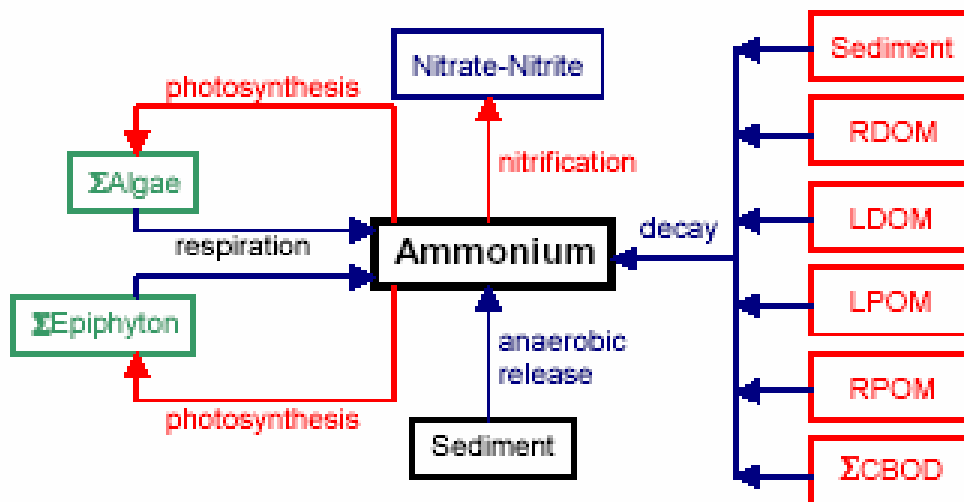 Nitrate-Nitrite
Sediment
photosynthesis
RDOM
nitrification
ΣAlgae
LDOM
decay
respiration
Ammonium
LPOM
ΣEpiphyton
anaerobic
release
RPOM
photosynthesis
Sediment
ΣCBOD